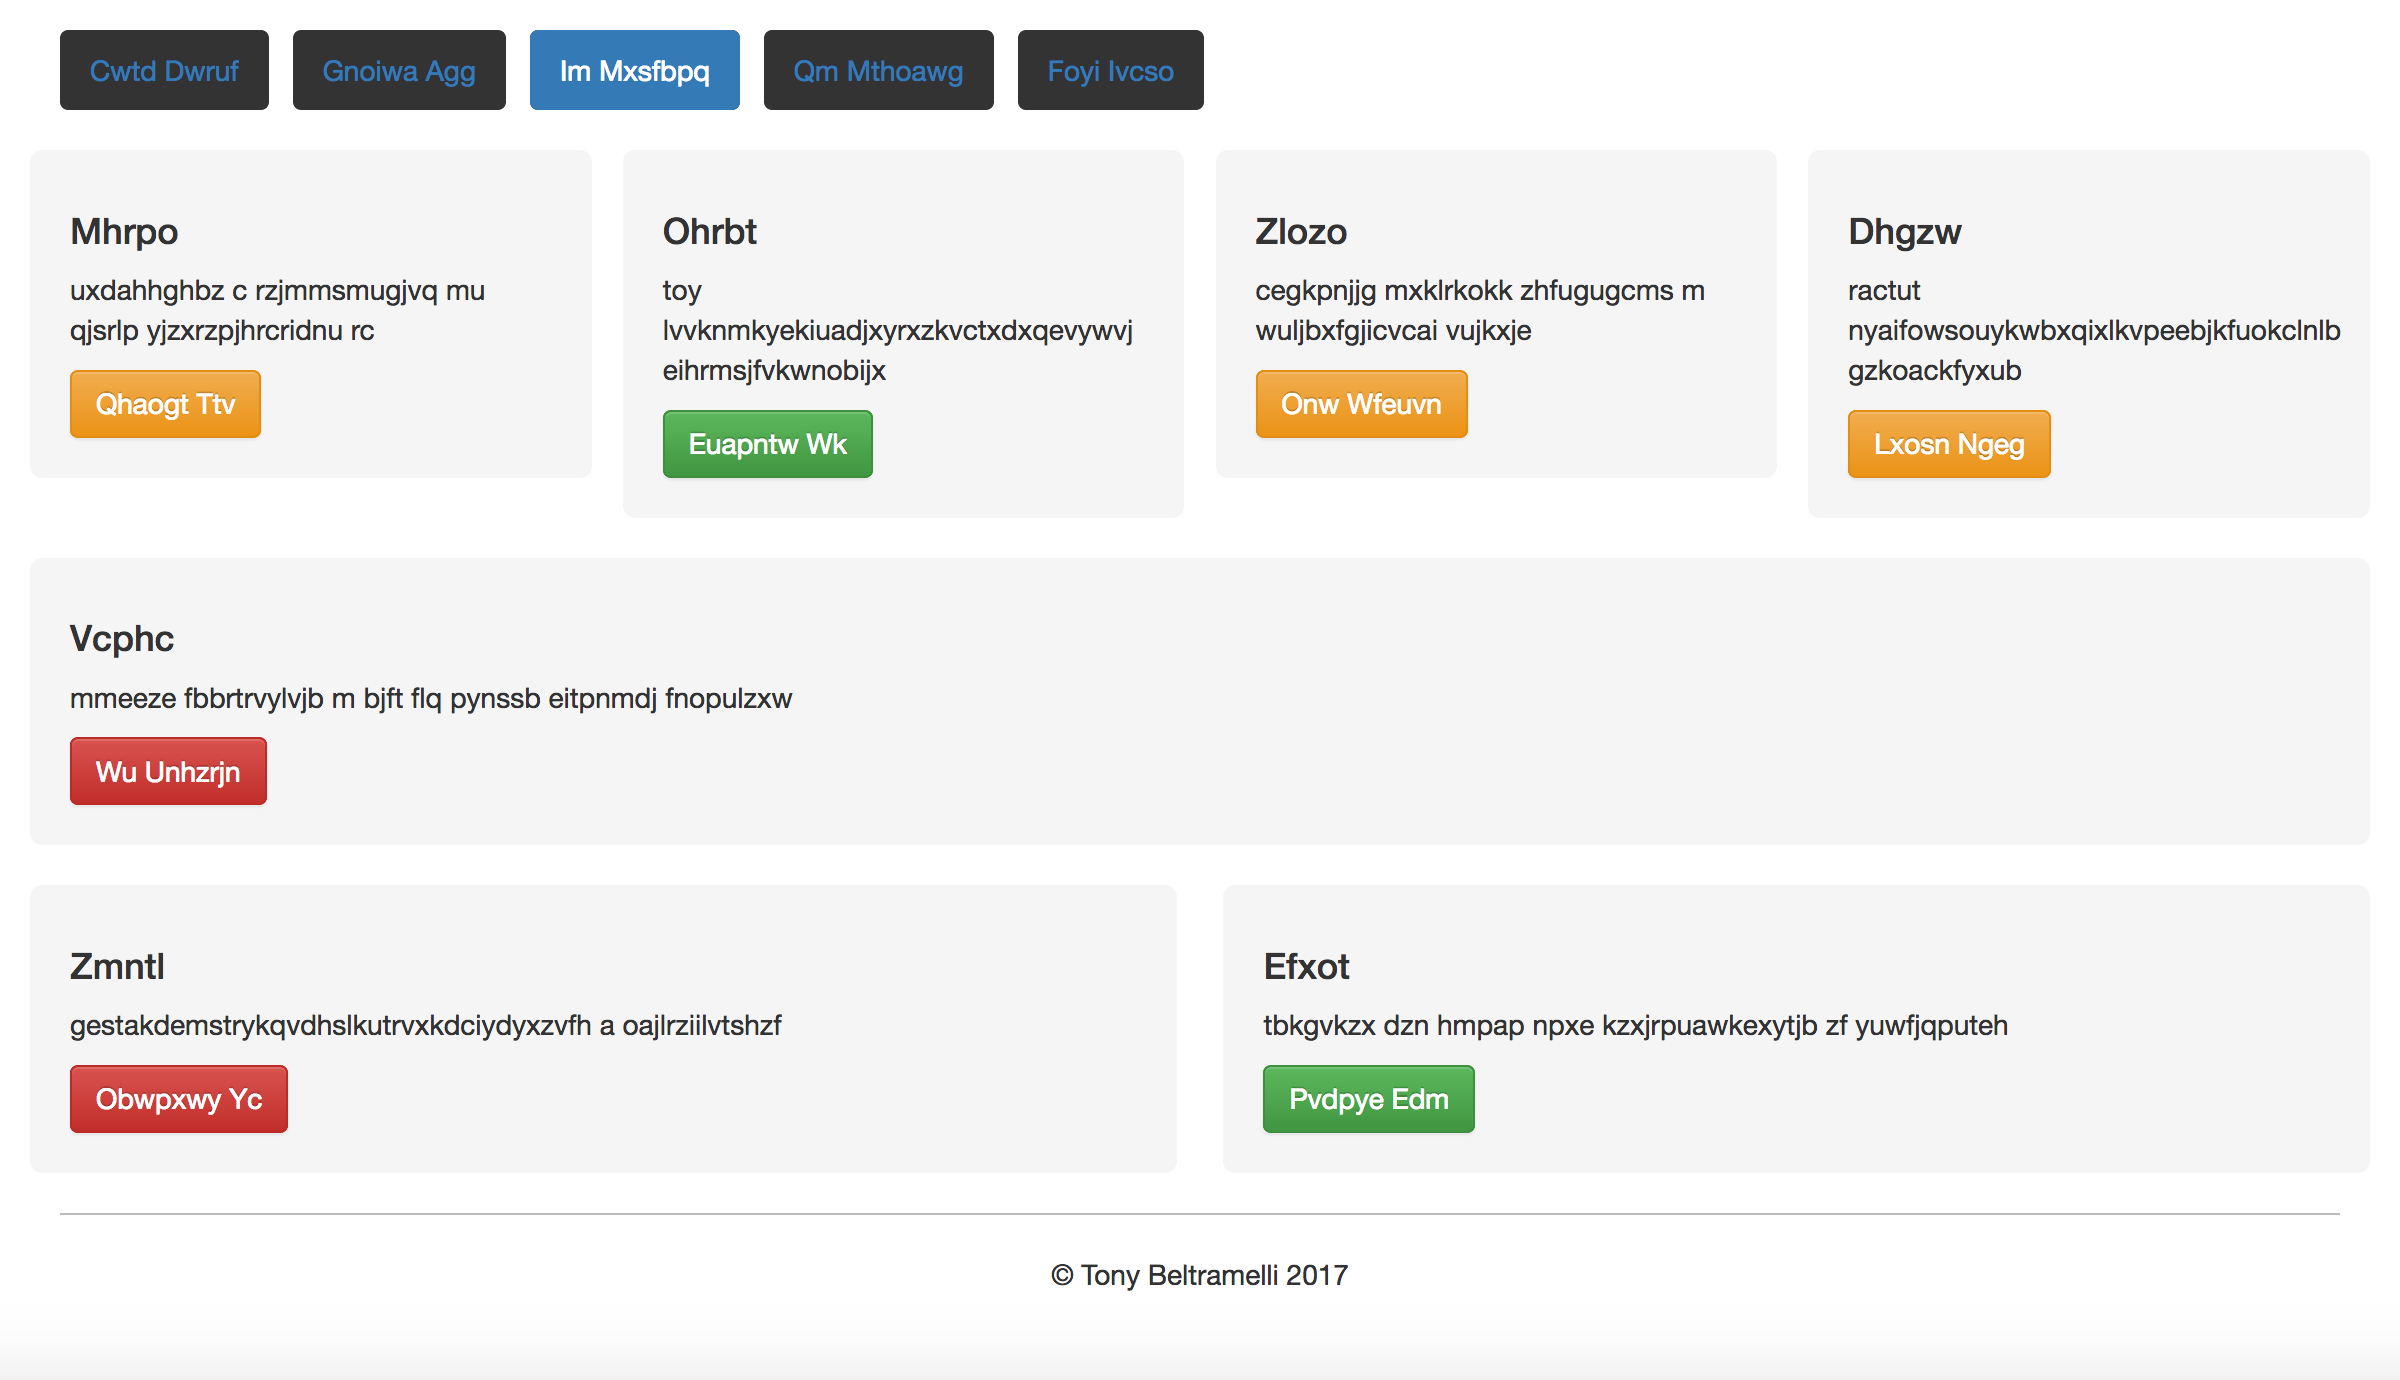 Cwtd Dwruf
Gnoiwa Agg
Im Mxsfbpq
Qm Mthoawg
Foyi Ivcso
Mhrpo
uxdahhghbz c rzjmmsmugjvq mu
qjsrlp yjzxrzpjhrcridnu rc
Qhaogt Ttv
Ohrbt
toy
lvvknmkyekiuadjxyrxzkvctxdxqevywvj
eihrmsjfvkwnobijx
Euapntw Wk
Zlozo
cegkpnjjg mxklrkokk zhfugugcms m
wuljbxfgjicvcai vujkxje
Onw Wfeuvn
Dhgzw
ractut
nyaifowsouykwbxqixlkvpeebjkfuokclnlb
gzkoackfyxub
Lxosn Ngeg
Vcphc
mmeeze fbbrtrvylvjb m bjft flq pynssb eitpnmdj fnopulzxw
Wu Unhzrjn
Zmntl
gestakdemstrykqvdhslkutrvxkdciydyxzvfh a oajlrziilvtshzf
Obwpxwy Yc
Efxot
tbkgvkzx dzn hmpap npxe kzxjrpuawkexytjb zf yuwfjqputeh
Pvdpye Edm
© Tony Beltramelli 2017